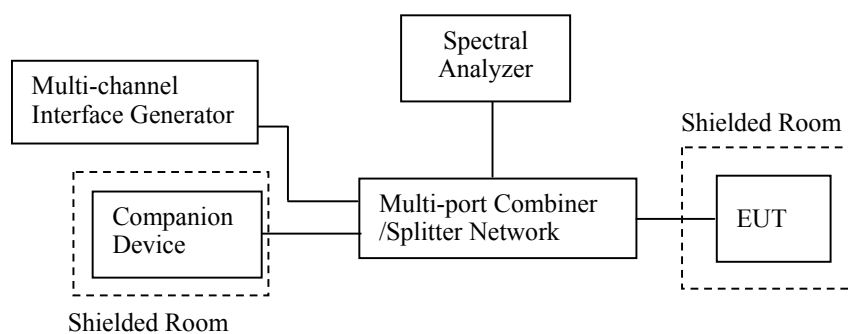 Spectral
Analyzer
Multi-channel
Interface Generator
Shielded Room
Companion
Device
Multi-port Combiner
/Splitter Network
EUT
Shielded Room